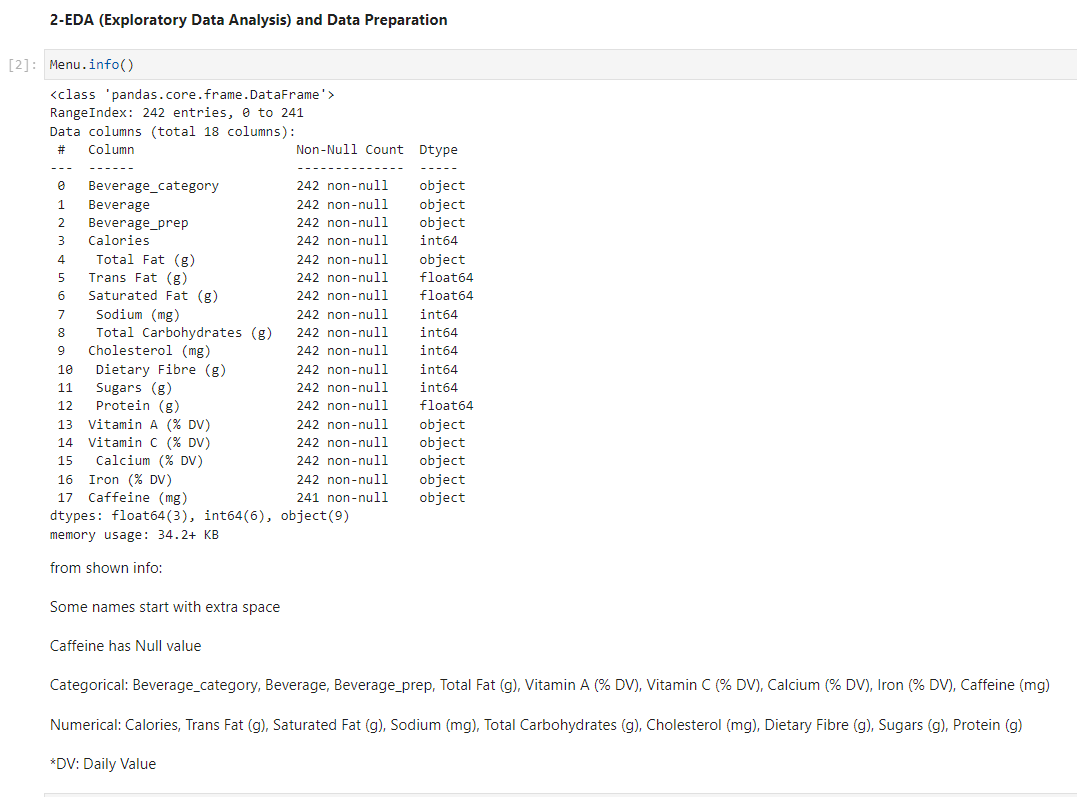 2-EDA (Exploratory Data Analysis) and Data Preparation
[2]: Menu.info()
<class 'pandas.core.frame.DataFrame'>
RangeIndex: 242 entries, 0 to 241
Data columns (total 18 columns):
 #   Column                      Non-Null Count  Dtype
---  ------                      --------------  -----
 0   Beverage_category           242 non-null    object
 1   Beverage                    242 non-null    object
 2   Beverage_prep               242 non-null    object
 3   Calories                    242 non-null    int64
 4    Total Fat (g)              242 non-null    object
 5   Trans Fat (g)               242 non-null    float64
 6   Saturated Fat (g)           242 non-null    float64
 7    Sodium (mg)                242 non-null    int64
 8    Total Carbohydrates (g)    242 non-null    int64
 9   Cholesterol (mg)            242 non-null    int64
 10   Dietary Fibre (g)          242 non-null    int64
 11   Sugars (g)                 242 non-null    int64
 12   Protein (g)                242 non-null    float64
 13  Vitamin A (% DV)            242 non-null    object
 14  Vitamin C (% DV)            242 non-null    object
 15   Calcium (% DV)             242 non-null    object
 16  Iron (% DV)                 242 non-null    object
 17  Caffeine (mg)               241 non-null    object
dtypes: float64(3), int64(6), object(9)
memory usage: 34.2+ KB
from shown info:
Some names start with extra space
Caffeine has Null value
Categorical: Beverage_category, Beverage, Beverage_prep, Total Fat (g), Vitamin A (% DV), Vitamin C (% DV), Calcium (% DV), Iron (% DV), Caffeine (mg)
Numerical: Calories, Trans Fat (g), Saturated Fat (g), Sodium (mg), Total Carbohydrates (g), Cholesterol (mg), Dietary Fibre (g), Sugars (g), Protein (g)
*DV: Daily Value